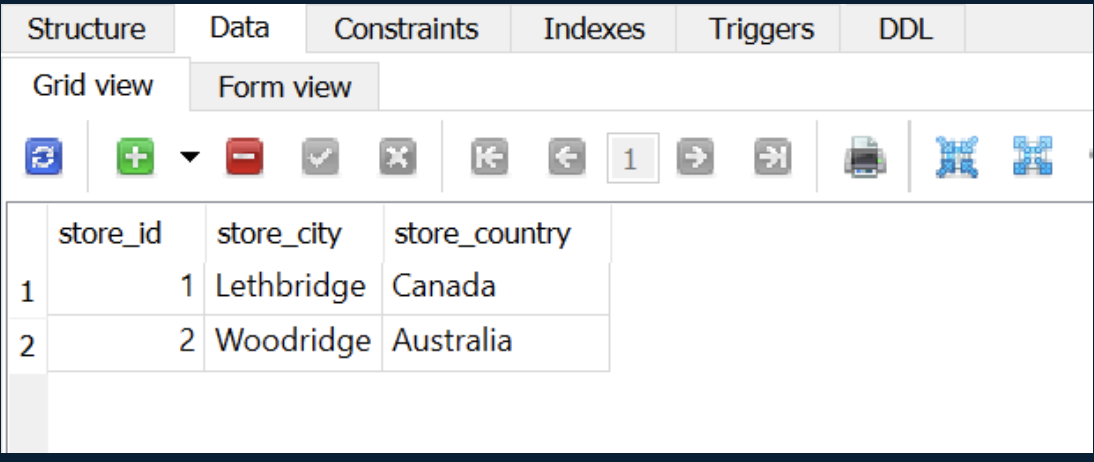 Structure Data Constraints Indexes Triggers DDL
Grid view Form view
1
store_id store_city store_country
1 1 Lethbridge Canada
2 2 Woodridge Australia